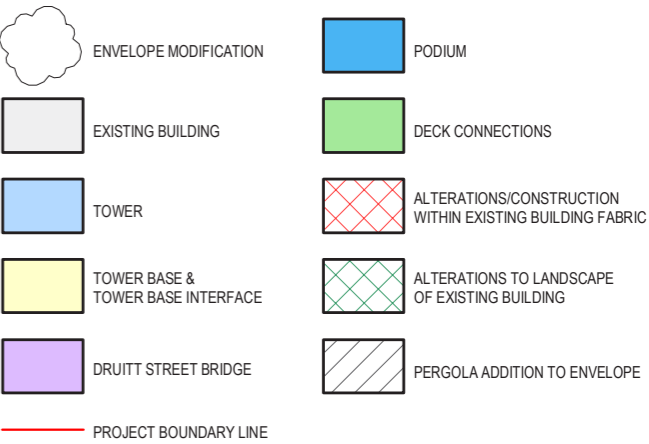 ENVELOPE MODIFICATION
EXISTING BUILDING
TOWER
TOWER BASE &
TOWER BASE INTERFACE
DRUITT STREET BRIDGE
PROJECT BOUNDARY LINE
PODIUM
DECK CONNECTIONS
ALTERATIONS/CONSTRUCTION
WITHIN EXISTING BUILDING FABRIC
ALTERATIONS TO LANDSCAPE
OF EXISTING BUILDING
PERGOLA ADDITION TO ENVELOPE